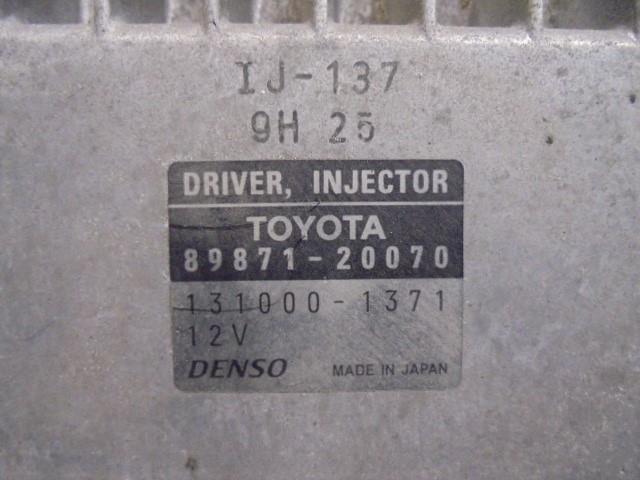 IJ-137
9H 25
DRIVER, INJECTOR
TOYOTA
89871-20070
131000-1371
12V
DENSO MADE IN JAPAN